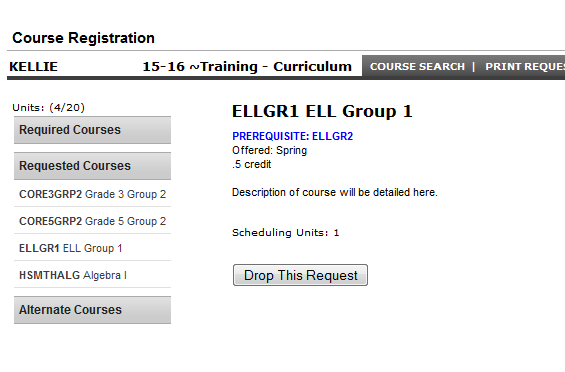 Course Registration
KELLIE 15-16 ~Training - Curriculum COURSE SEARCH | PRINT REQUE
Units: (4/20)
Required Courses
Requested Courses
CORE3GRP2 Grade 3 Group 2
CORE5GRP2 Grade 5 Group 2
ELLGR1 ELL Group 1
HSMTHALG Algebra I
Alternate Courses
ELLGR1 ELL Group 1
PREREQUISITE: ELLGR2
Offered: Spring
.5 credit
Description of course will be detailed here.
Scheduling Units: 1
Drop This Request